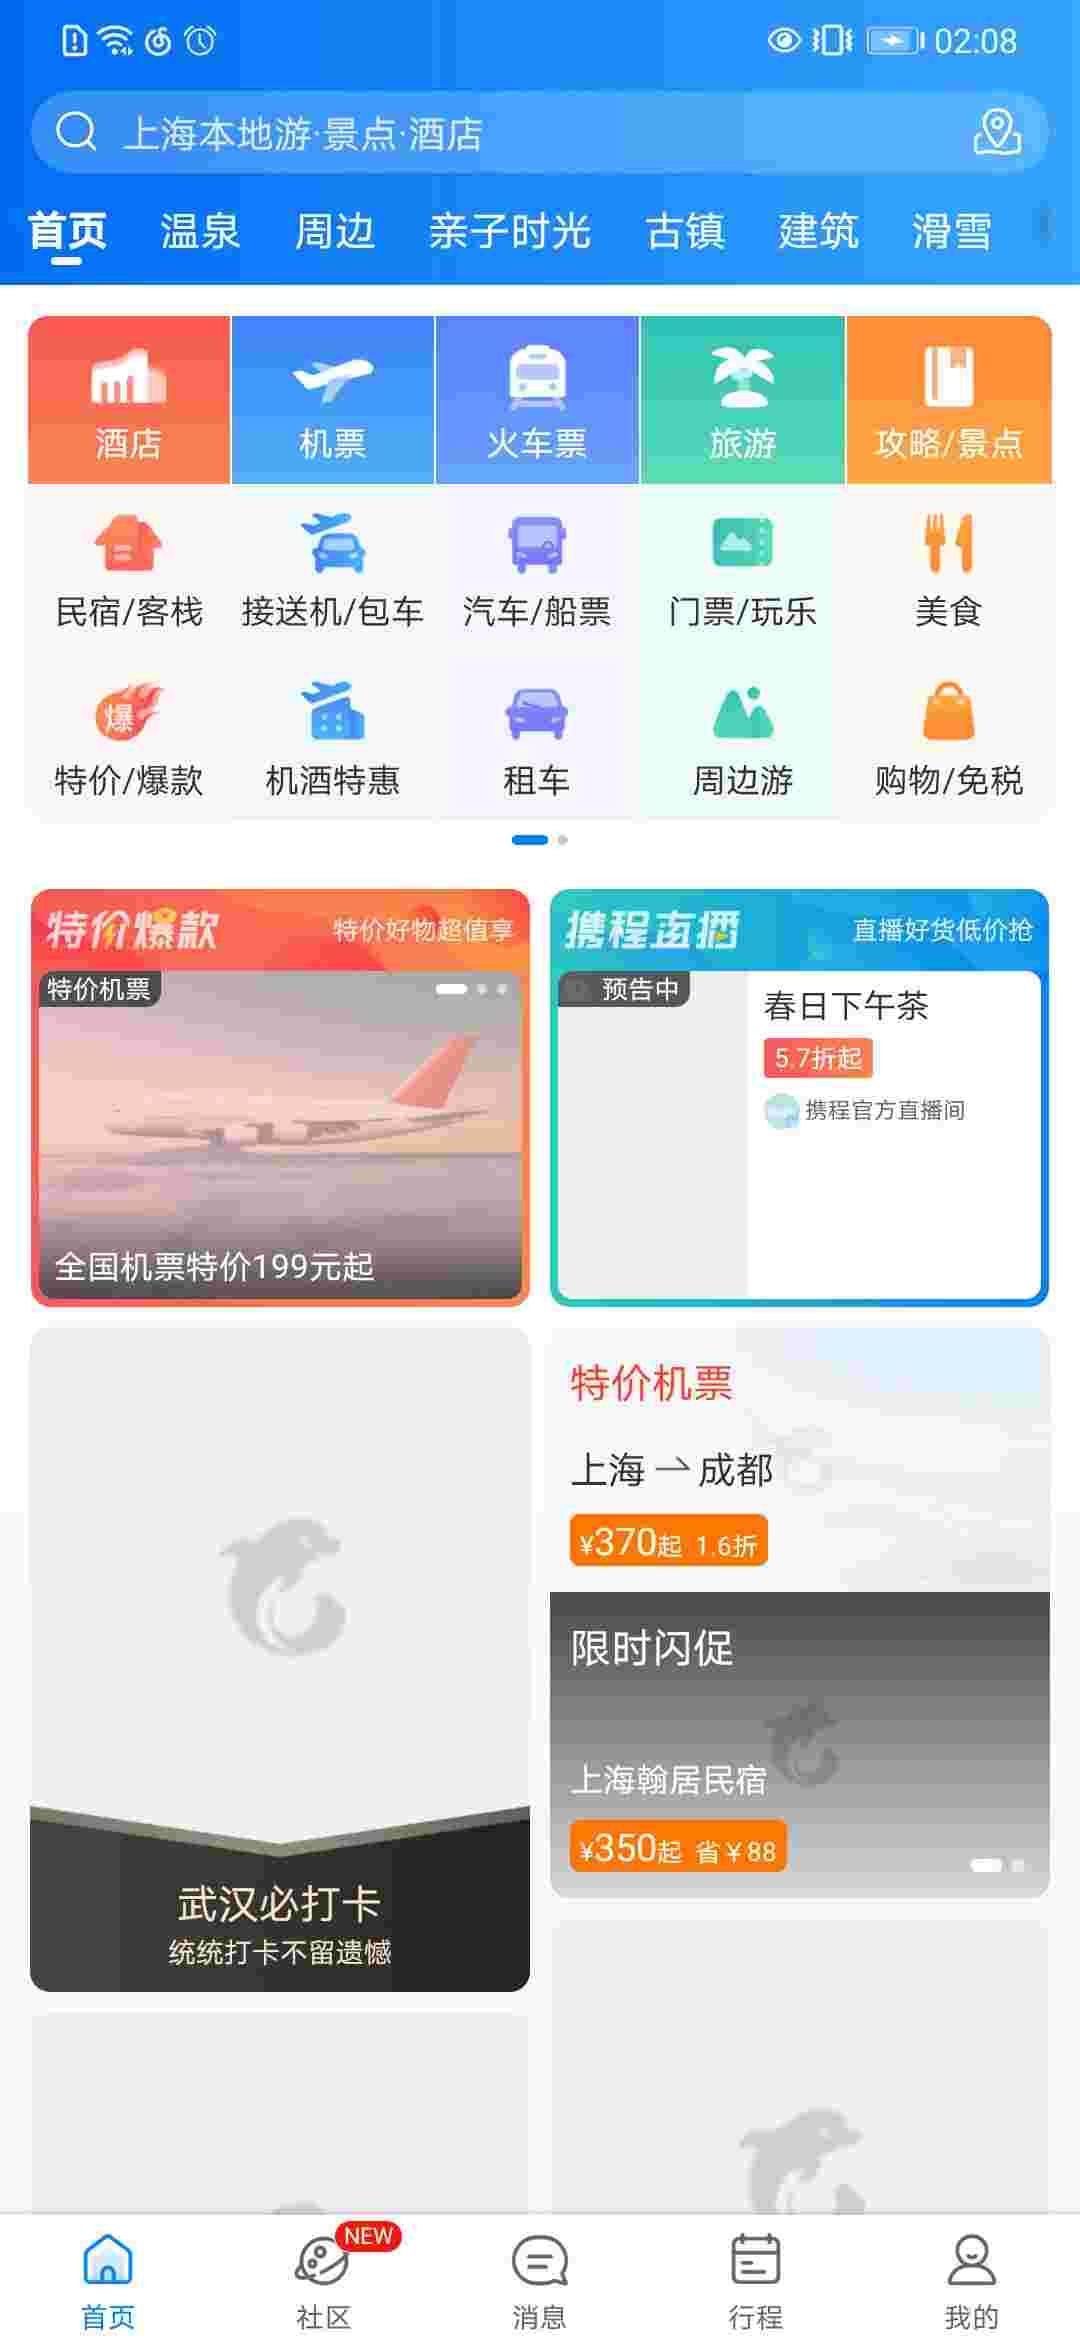 02:08
上海本地游·景点·酒店
首页 温泉 周边 亲子时光 古镇 建筑 滑雪
酒店 机票 火车票 旅游 攻略/景点
民宿/客栈 接送机/包车 汽车/船票 门票/玩乐 美食
爆
特价/爆款 机酒特惠 租车 周边游 购物/免税
特价爆款 特价好物超值享
特价机票
全国机票特价199元起
携程直播 直播好货低价抢
预告中
春日下午茶
5.7折起
携程官方直播间
特价机票
上海 成都
¥370起 1.6折
限时闪促
上海翰居民宿
¥350起 省￥88
武汉必打卡
统统打卡不留遗憾
NEW
首页 社区 消息 行程 我的